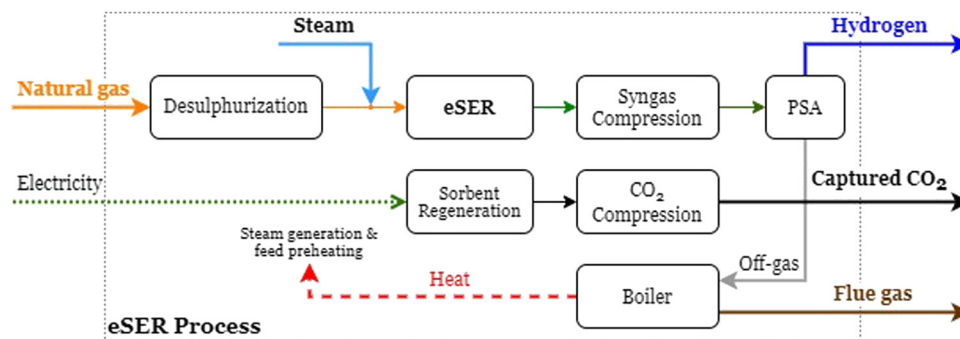 Steam
Hydrogen
Natural gas
Desulphurization
eSER
Syngas
Compression
PSA
Electricity
Sorbent
Regeneration
CO₂
Compression
Captured CO₂
Steam generation &
feed preheating
Heat
Boiler
Off-gas
Flue gas
eSER Process